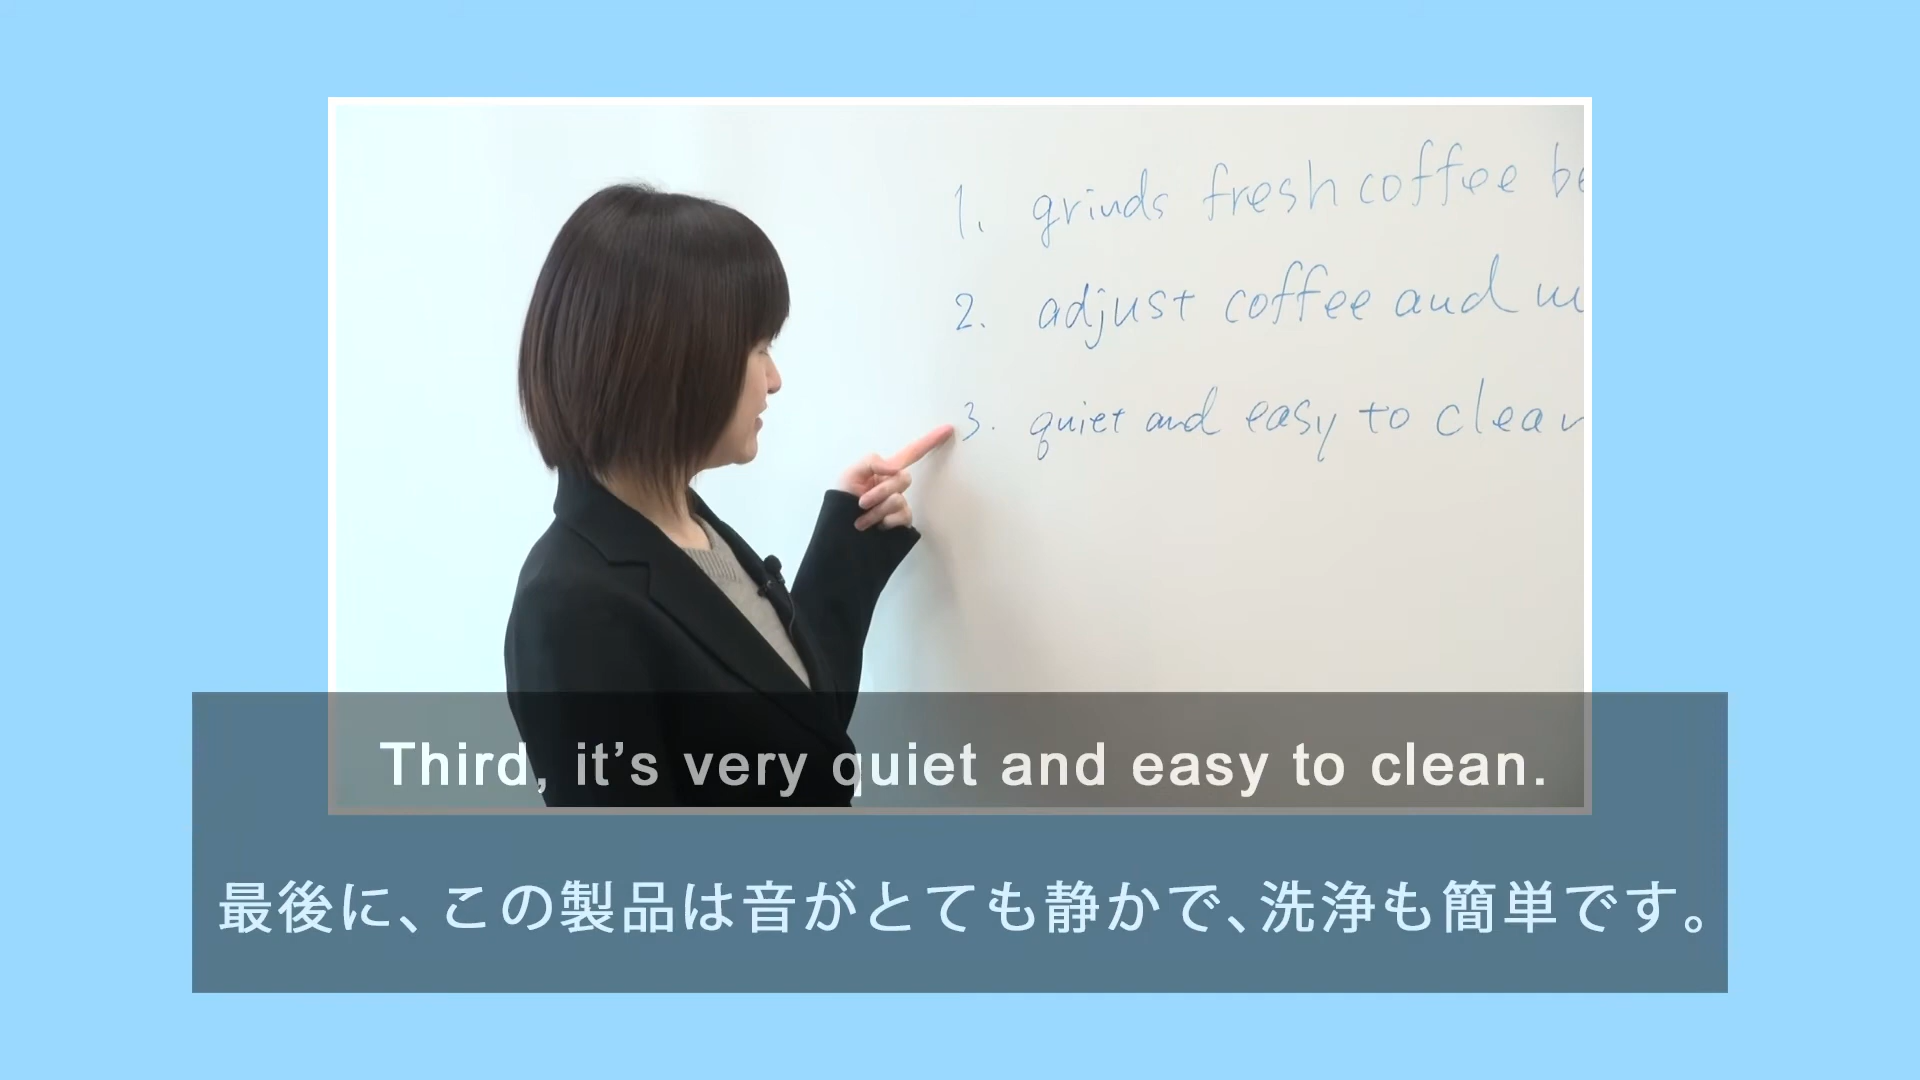 1. grinds fresh coffee
2. adjust coffee and
3. quiet and easy to clean
Third, it's very quiet and easy to clean.
最後に、この製品は音がとても静かで、洗浄も簡単です。